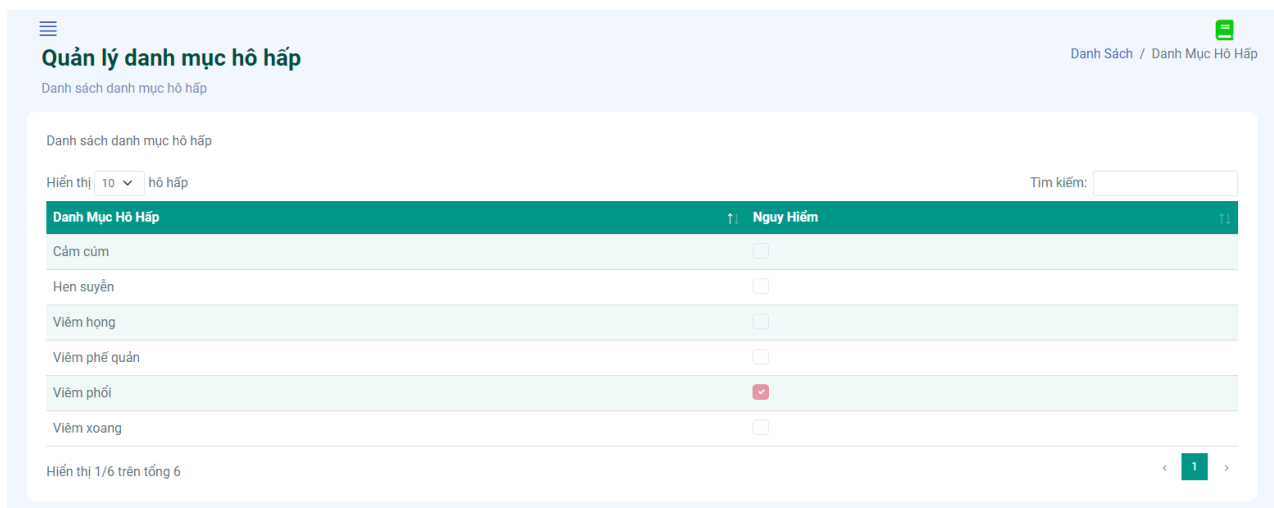 Quản lý danh mục hô hấp
Danh Sách / Danh Mục Hô Hấp
Danh sách danh mục hô hấp
Danh sách danh mục hô hấp
Hiển thị 10 hô hấp
Tìm kiếm:
Danh Mục Hô Hấp Nguy Hiểm
Cảm cúm
Hen suyễn
Viêm họng
Viêm phế quản
Viêm phổi
Viêm xoang
Hiển thị 1/6 trên tổng 6
‹ 1 ›